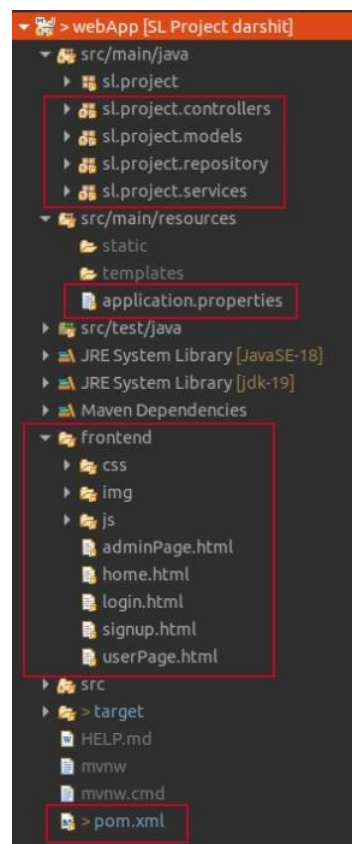 > webApp [SL Project darshit]
src/main/java
sl.project
sl.project.controllers
sl.project.models
sl.project.repository
sl.project.services
src/main/resources
static
templates
application.properties
src/test/java
JRE System Library [JavaSE-18]
JRE System Library [jdk-19]
Maven Dependencies
frontend
css
img
js
adminPage.html
home.html
login.html
signup.html
userPage.html
src
> target
HELP.md
mvnw
mvnw.cmd
> pom.xml